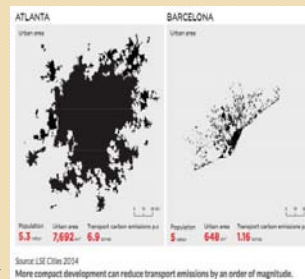 ATLANTA
Urban area
Population
5.3
Urban area
7,692
Transport carbon emissions
6.9
BARCELONA
Urban area
Population
5
Urban area
648
Transport carbon emissions
1.16
Source: LSE Cities 2014
More compact development can reduce transport emissions by an order of magnitude.